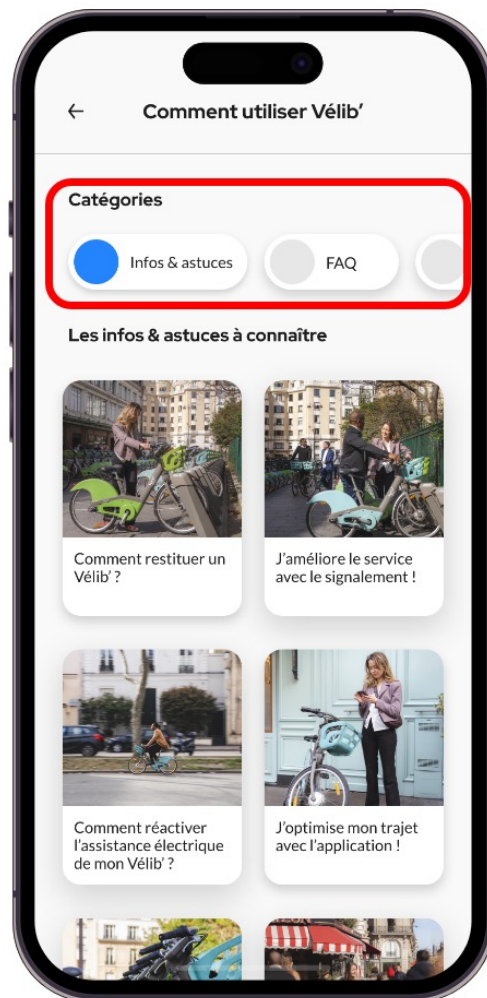 Comment utiliser Vélib’
Catégories
Infos & astuces
FAQ
Les infos & astuces à connaître
Comment restituer un
Vélib’ ?
J’améliore le service
avec le signalement !
Comment réactiver
l’assistance électrique
de mon Vélib’ ?
J’optimise mon trajet
avec l’application !